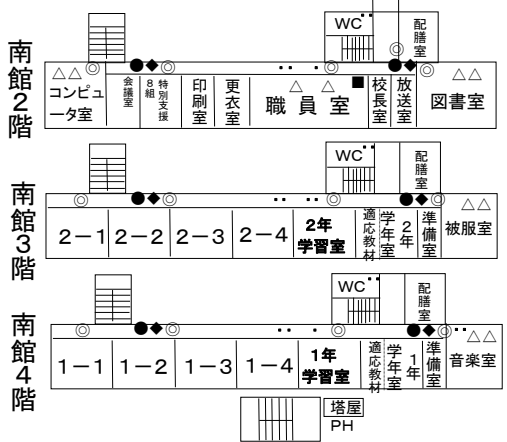 南館2階
WC
配膳室
コンピュ
ータ室
会議室
8組
特別支援
印刷室
更衣室
職員室
校長室
放送室
図書室
南館3階
WC
配膳室
2-1
2-2
2-3
2-4
2年
学習室
適応教材
学年室
2年
準備室
被服室
南館4階
WC
配膳室
1-1
1-2
1-3
1-4
1年
学習室
適応教材
学年室
1年
準備室
音楽室
塔屋
PH